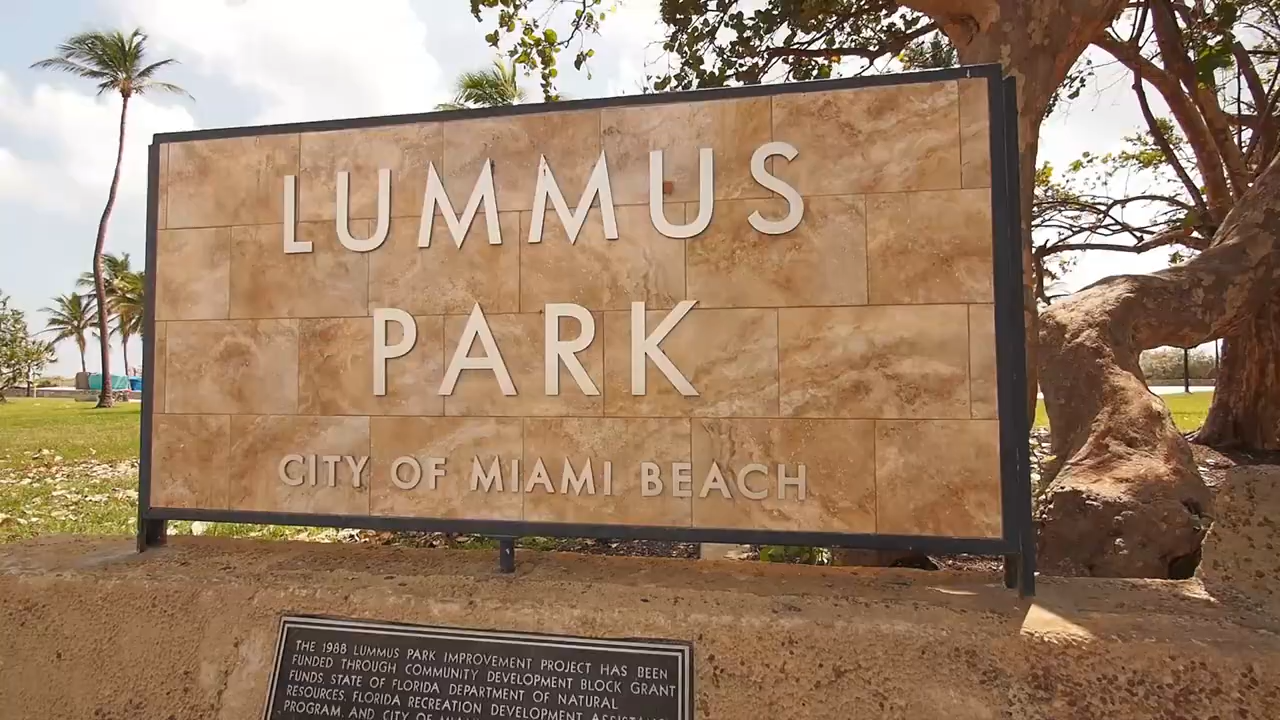 LUMMUS
PARK
CITY OF MIAMI BEACH
THE 1988 LUMMUS PARK IMPROVEMENT PROJECT HAS BEEN
FUNDED THROUGH COMMUNITY DEVELOPMENT BLOCK GRANT
FUNDS, STATE OF FLORIDA DEPARTMENT OF NATURAL
RESOURCES, FLORIDA RECREATION DEVELOPMENT
PROGRAM, AND CITY OF